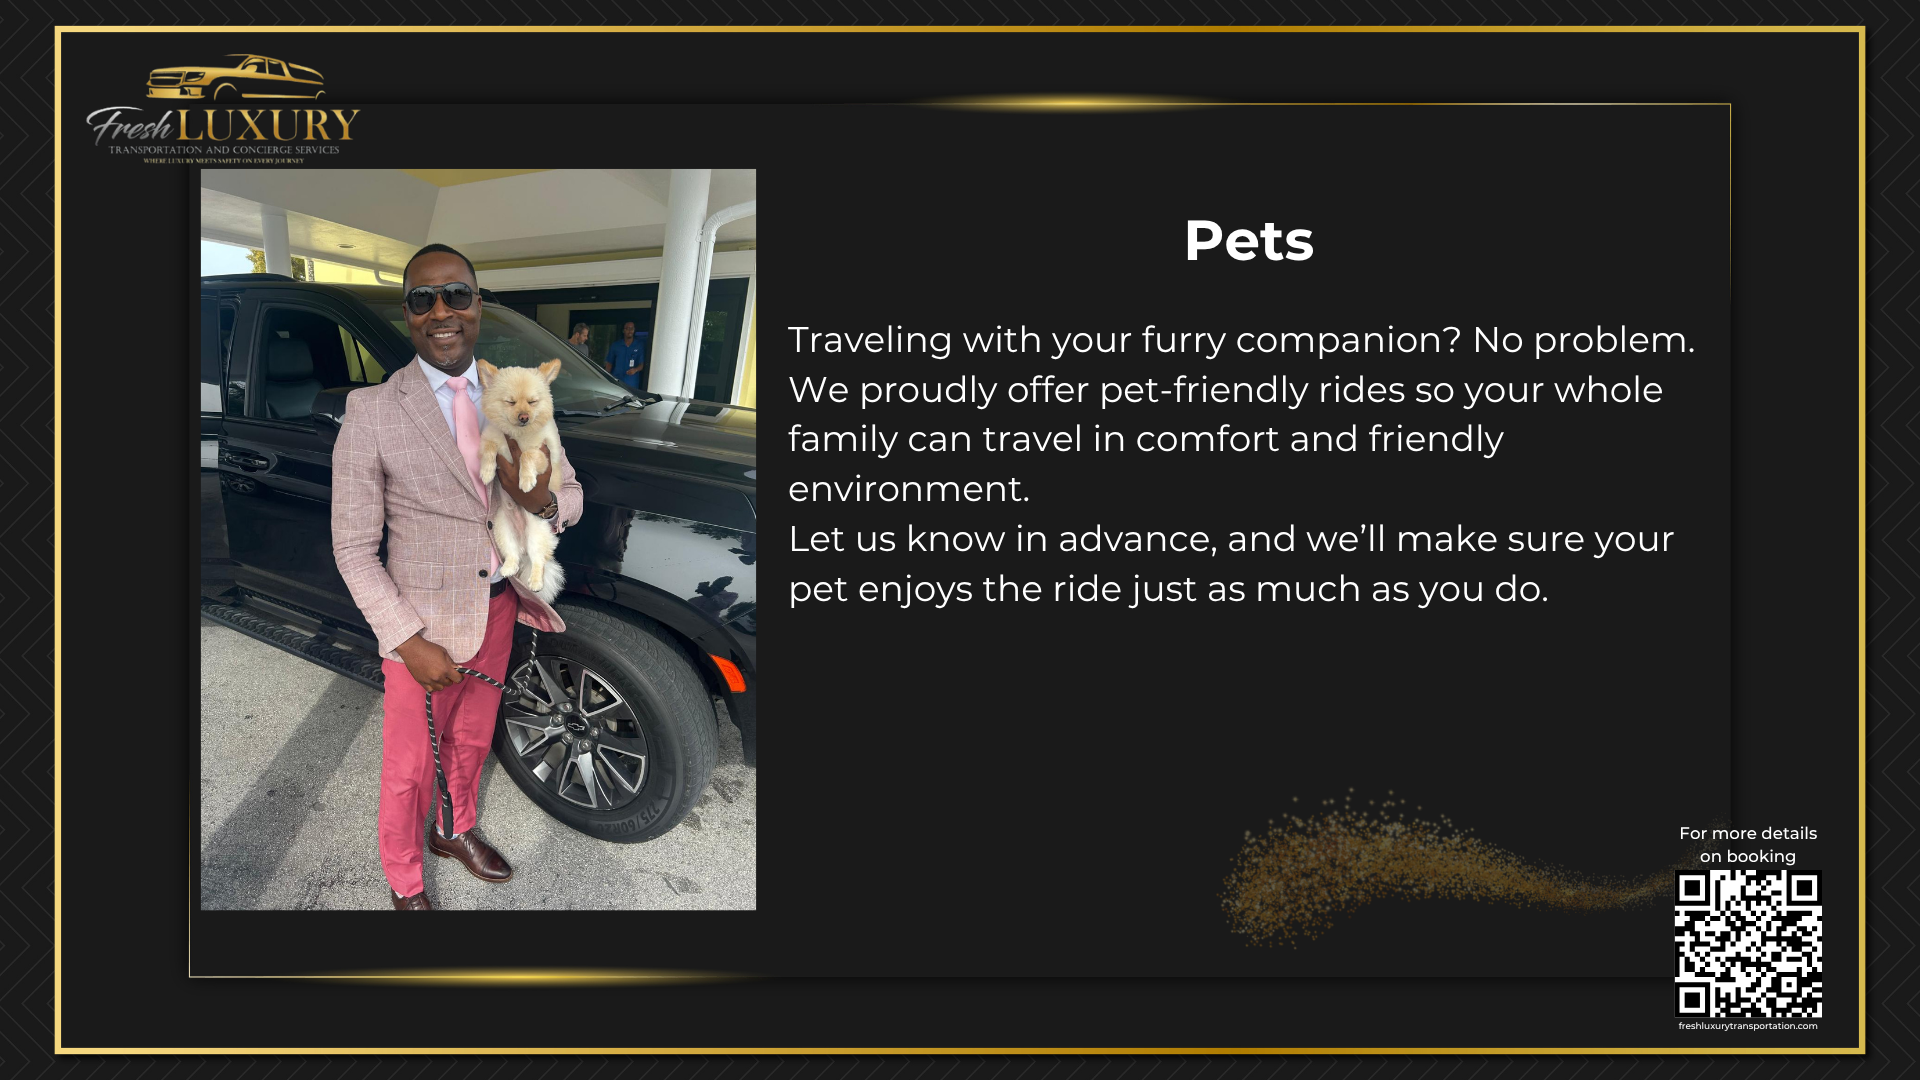 Fresh LUXURY
TRANSPORTATION AND CONCIERGE SERVICES
WHERE LUXURY MEETS SAFETY ON EVERY JOURNEY
Pets
Traveling with your furry companion? No problem.
We proudly offer pet-friendly rides so your whole
family can travel in comfort and friendly
environment.
Let us know in advance, and we’ll make sure your
pet enjoys the ride just as much as you do.
275/60R20
For more details
on booking
freshluxurytransportation.com